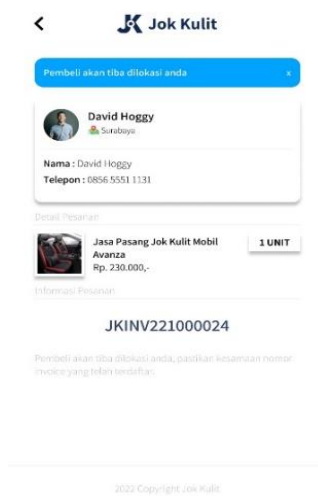 JK Jok Kulit
Pembeli akan tiba dilokasi anda x
David Hoggy
Surabaya
Nama : David Hoggy
Telepon : 0856 5551 1131
Detail Pesanan
Jasa Pasang Jok Kulit Mobil
Avanza
1 UNIT
Rp. 230.000,-
Informasi Pesanan
JKINV221000024
Pembeli akan tiba dilokasi anda, pastikan kesamaan nomor
invoice yang telah terdaftar.
2022 Copyright Jok Kulit